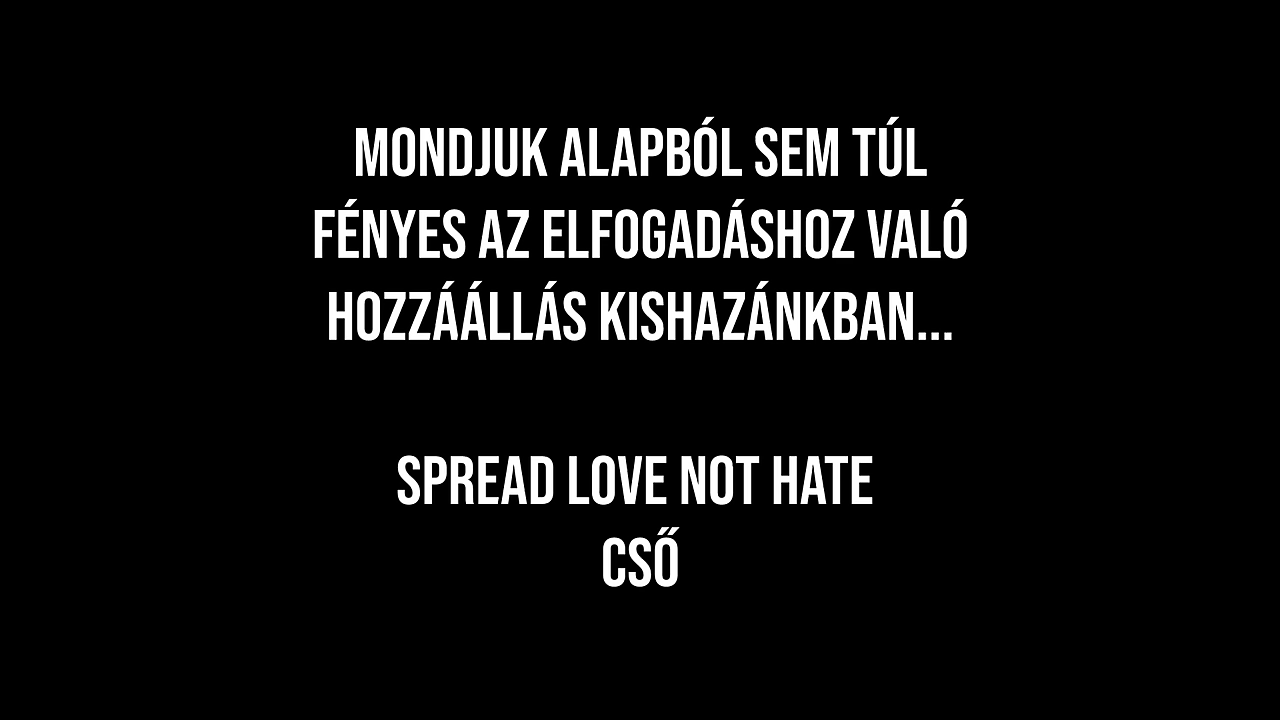 MONDJUK ALAPBÓL SEM TÚL
FÉNYES AZ ELFOGADÁSHOZ VALÓ
HOZZÁÁLLÁS KISHAZÁNKBAN...
SPREAD LOVE NOT HATE
CSŐ